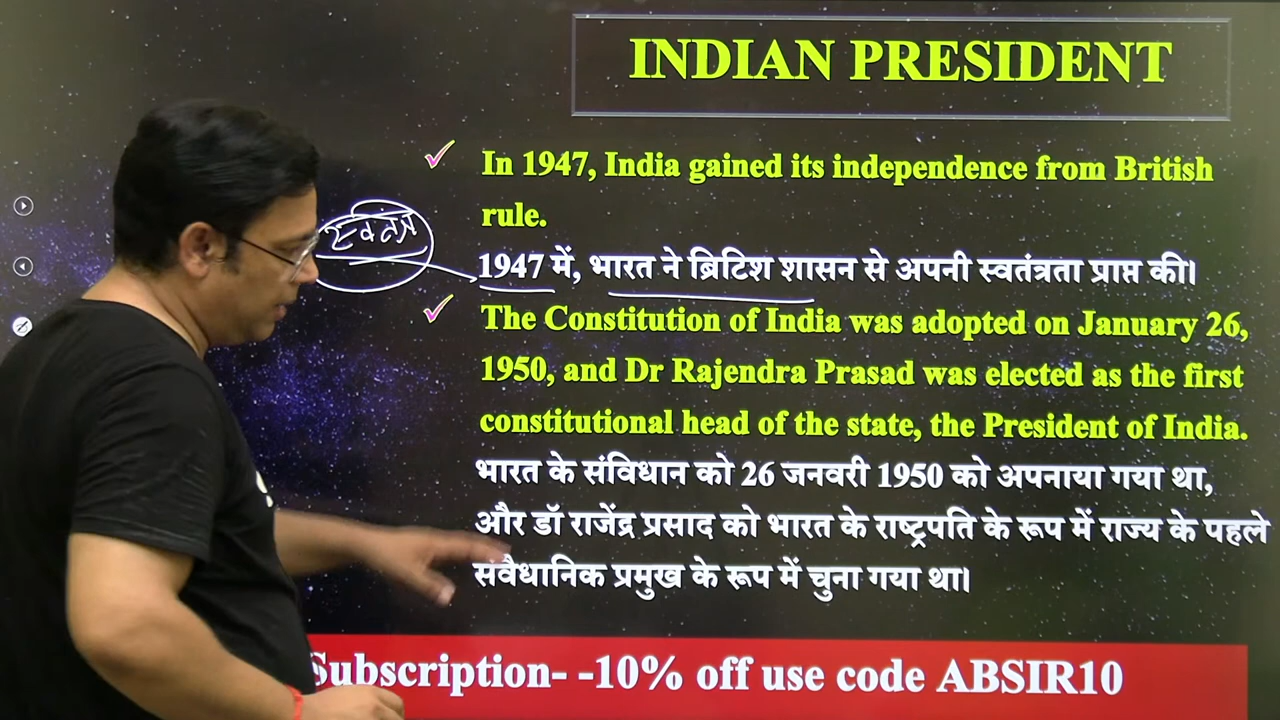 INDIAN PRESIDENT
In 1947, India gained its independence from British
rule.
स्वतंत्र
1947 में, भारत ने ब्रिटिश शासन से अपनी स्वतंत्रता प्राप्त की।
The Constitution of India was adopted on January 26,
1950, and Dr Rajendra Prasad was elected as the first
constitutional head of the state, the President of India.
भारत के संविधान को 26 जनवरी 1950 को अपनाया गया था,
और डॉ राजेंद्र प्रसाद को भारत के राष्ट्रपति के रूप में राज्य के पहले
संवैधानिक प्रमुख के रूप में चुना गया था।
Subscription- -10% off use code ABSIR10